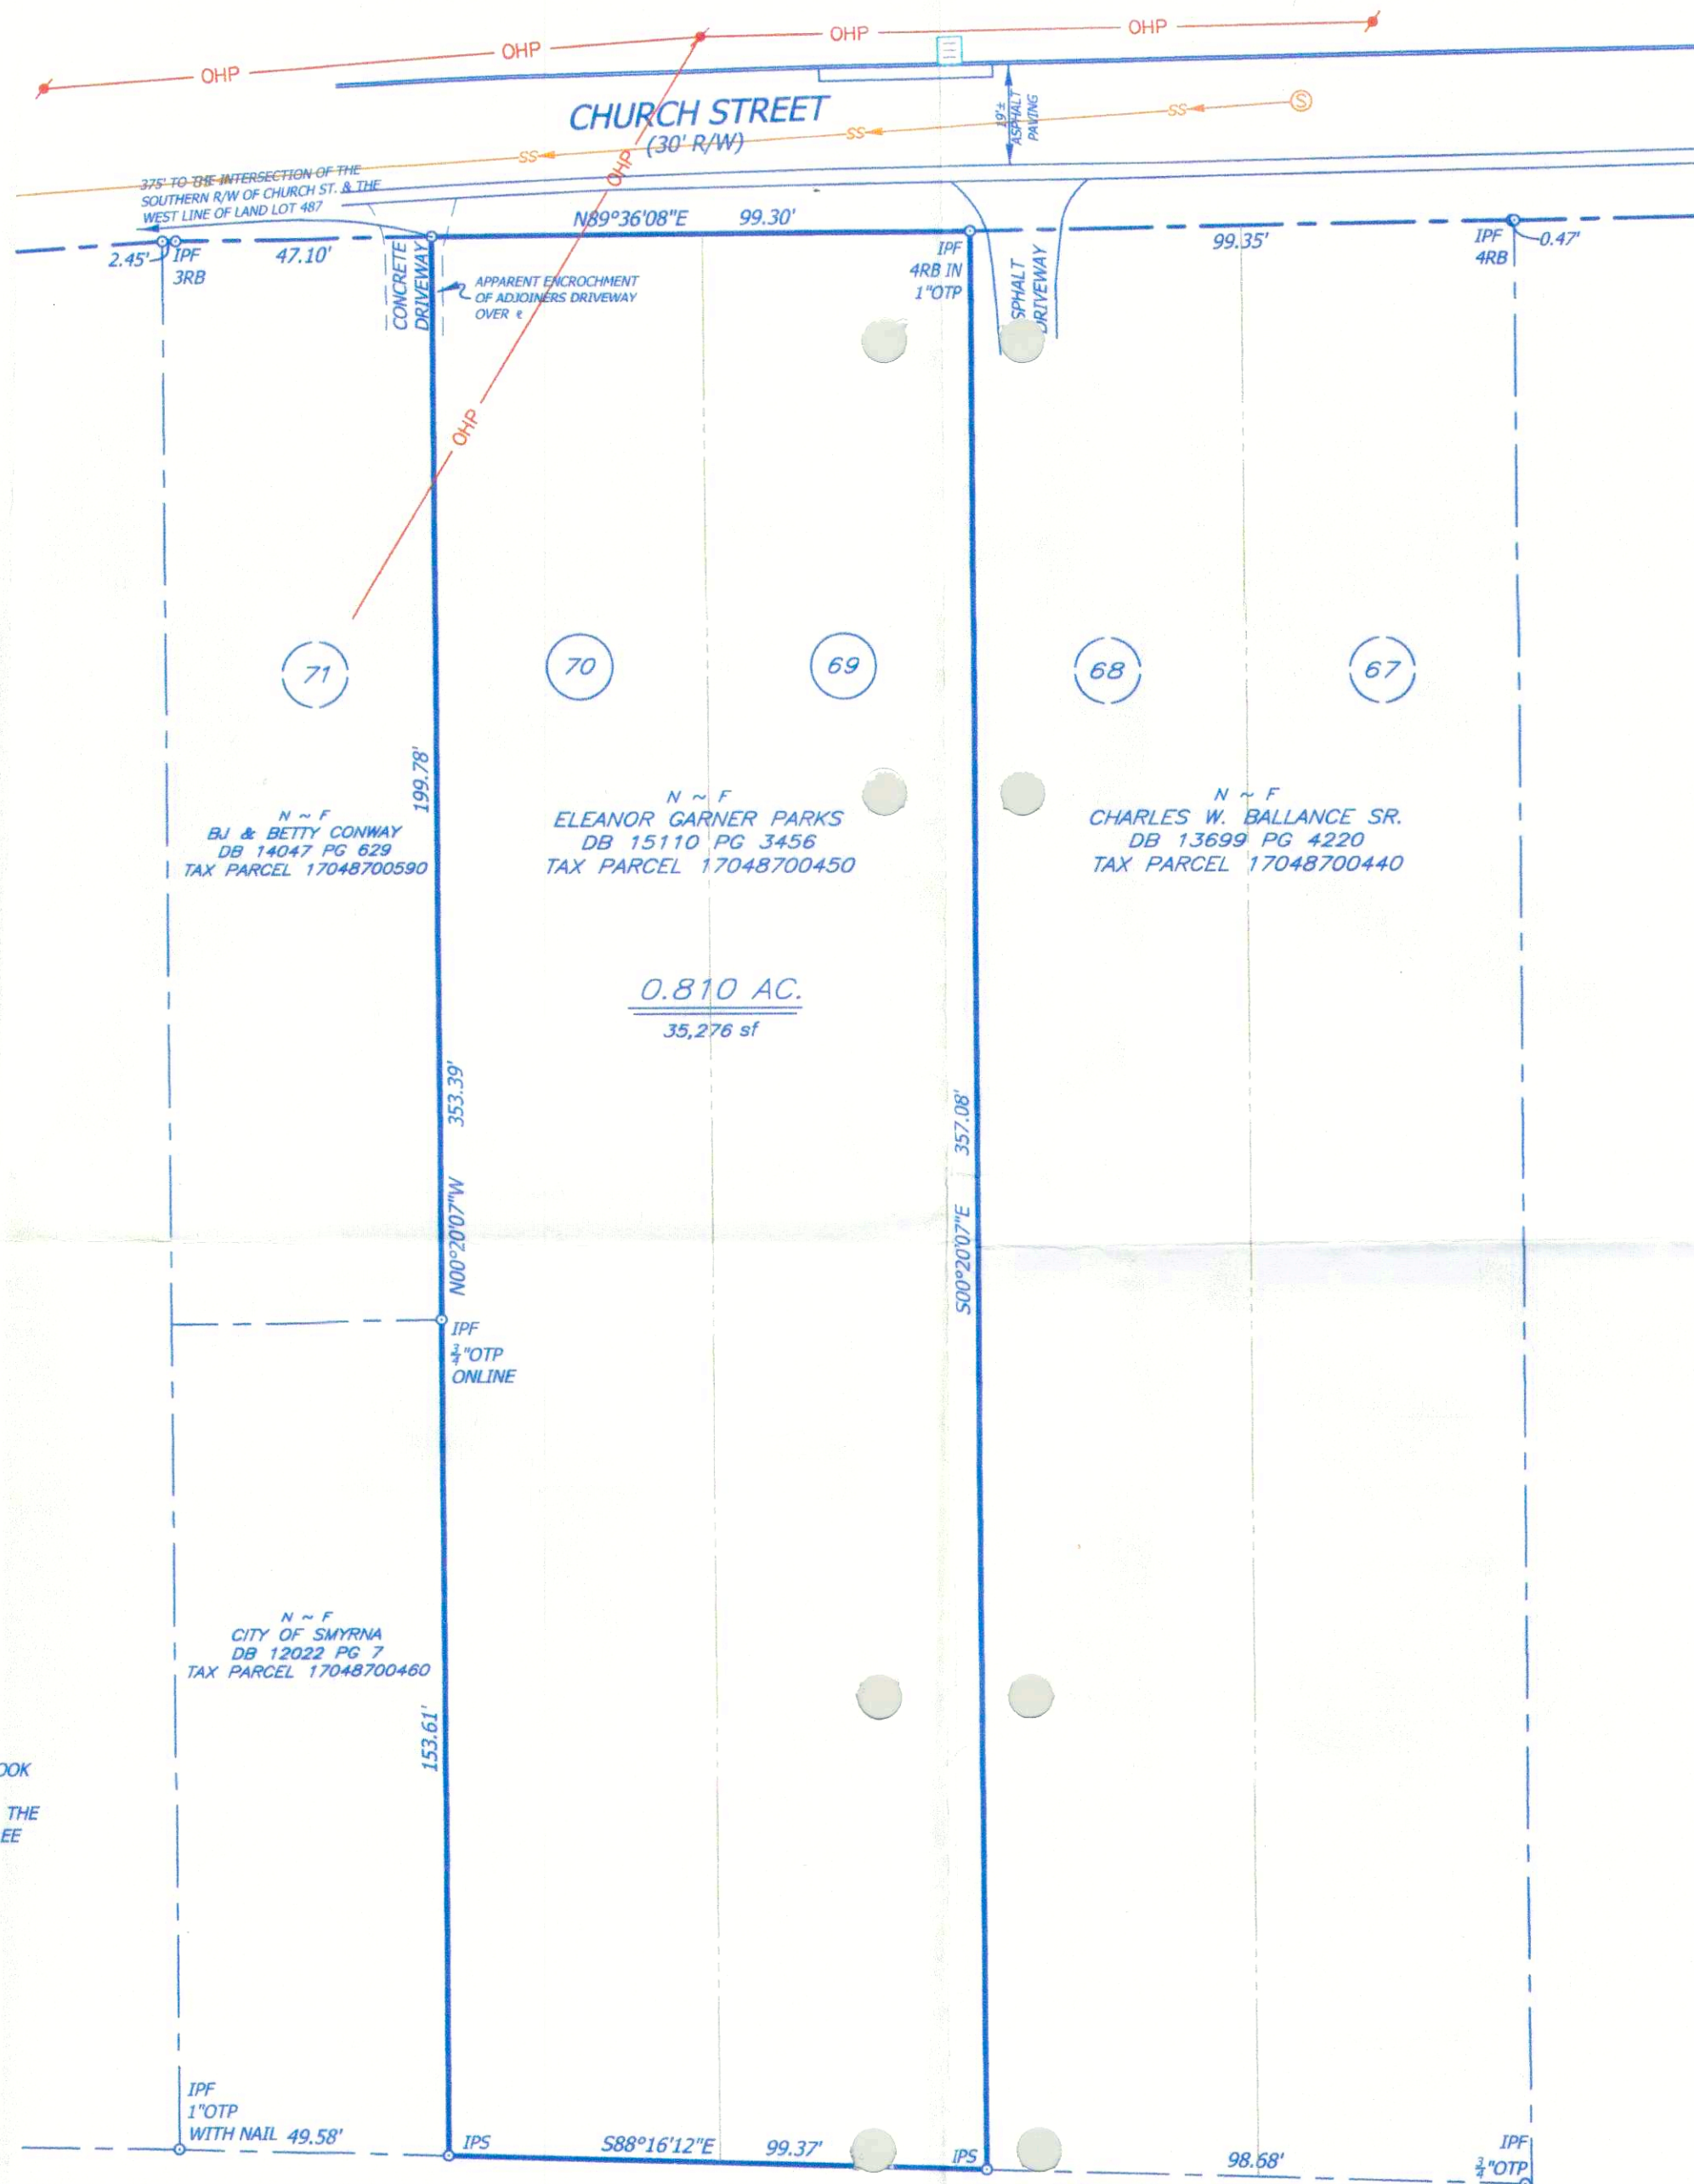 OHP
OHP
OHP
OHP
CHURCH STREET
(30' R/W)
SS
SS
SS
S
19'±
ASPHALT
PAVING
OHP
375' TO THE INTERSECTION OF THE
SOUTHERN R/W OF CHURCH ST. & THE
WEST LINE OF LAND LOT 487
2.45'
IPF
3RB
47.10'
CONCRETE
DRIVEWAY
N89°36'08"E 99.30'
APPARENT ENCROCHMENT
OF ADJOINERS DRIVEWAY
OVER ℄
IPF
4RB IN
1"OTP
SPHALT
DRIVEWAY
99.35'
IPF
4RB
0.47'
OHP
71
70
69
68
67
199.78'
N ~ F
BJ & BETTY CONWAY
DB 14047 PG 629
TAX PARCEL 17048700590
N ~ F
ELEANOR GARNER PARKS
DB 15110 PG 3456
TAX PARCEL 17048700450
N ~ F
CHARLES W. BALLANCE SR.
DB 13699 PG 4220
TAX PARCEL 17048700440
0.810 AC.
35,276 sf
N00°20'07"W 353.39'
S00°20'07"E 357.08'
IPF
3/4"OTP
ONLINE
N ~ F
CITY OF SMYRNA
DB 12022 PG 7
TAX PARCEL 17048700460
153.61'
OOK
THE
EE
IPF
1"OTP
WITH NAIL 49.58'
IPS
S88°16'12"E 99.37'
IPS
98.68'
IPF
3/4"OTP